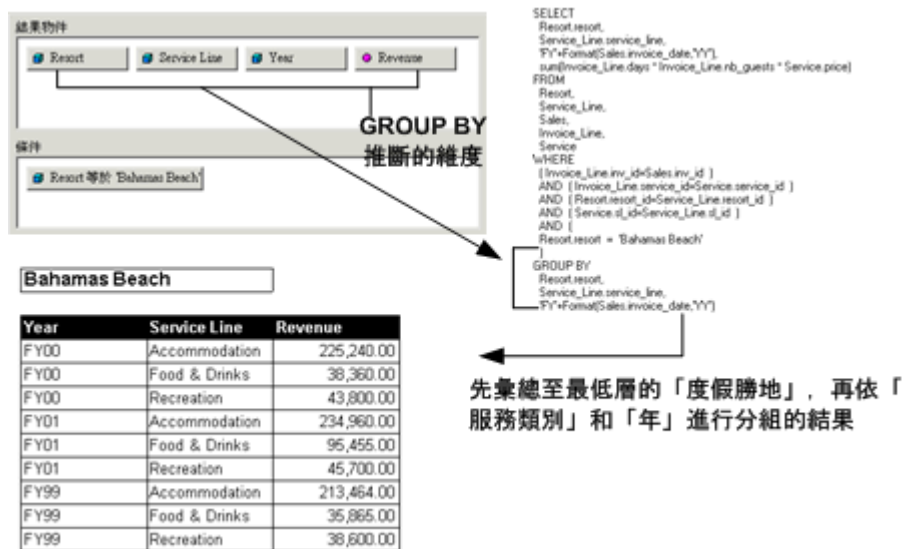 結果物件
Resort
Service Line
Year
Revenue
GROUP BY
推斷的維度
條件
Resort 等於 'Bahamas Beach'
SELECT
Resort.resort,
Service_Line.service_line,
'FY'+Format(Sales.invoice_date,'YY'),
sum(Invoice_Line.days * Invoice_Line.nb_guests * Service.price)
FROM
Resort,
Service_Line,
Sales,
Invoice_Line,
Service
WHERE
( Invoice_Line.inv_id=Sales.inv_id )
AND ( Invoice_Line.service_id=Service.service_id )
AND ( Resort.resort_id=Service_Line.resort_id )
AND ( Service.sl_id=Service_Line.sl_id )
AND (
Resort.resort = 'Bahamas Beach'
)
GROUP BY
Resort.resort,
Service_Line.service_line,
'FY'+Format(Sales.invoice_date,'YY')
Bahamas Beach
Year Service Line Revenue
FY00 Accommodation 225,240.00
FY00 Food & Drinks 38,360.00
FY00 Recreation 43,800.00
FY01 Accommodation 234,960.00
FY01 Food & Drinks 95,455.00
FY01 Recreation 45,700.00
FY99 Accommodation 213,464.00
FY99 Food & Drinks 35,865.00
FY99 Recreation 38,600.00
先彙總至最低層的「度假勝地」，再依「
服務類別」和「年」進行分組的結果